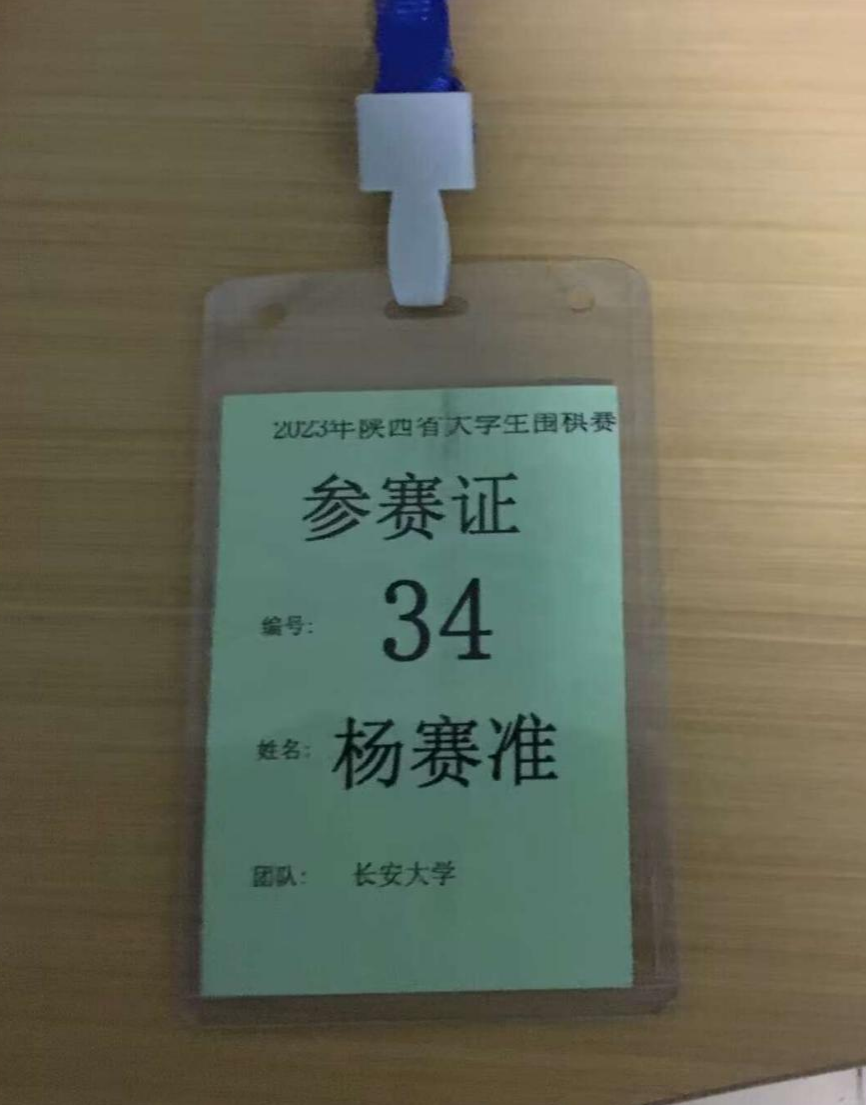 2023年陕西省大学生围棋赛
参赛证
编号: 34
姓名: 杨赛准
团队: 长安大学